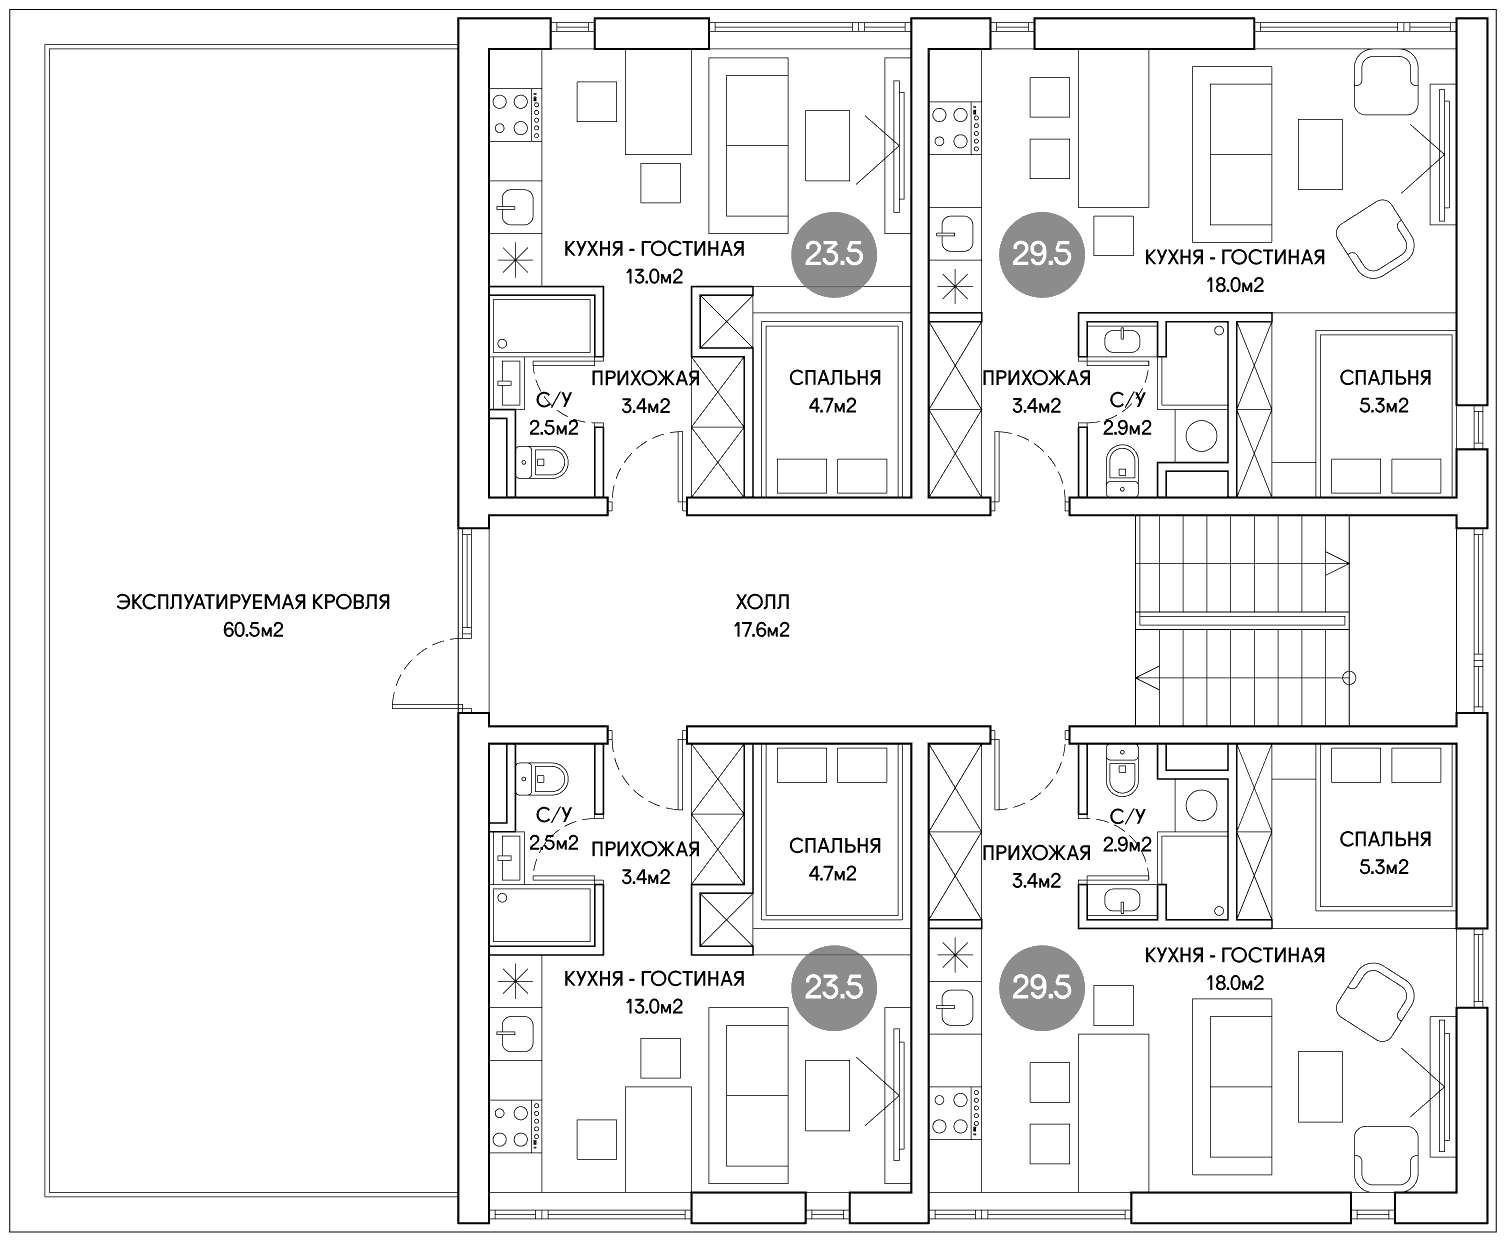 КУХНЯ - ГОСТИНАЯ
13.0м2
23.5
29.5
КУХНЯ - ГОСТИНАЯ
18.0м2
С/У
2.5м2
ПРИХОЖАЯ
3.4м2
СПАЛЬНЯ
4.7м2
ПРИХОЖАЯ
3.4м2
С/У
2.9м2
СПАЛЬНЯ
5.3м2
ЭКСПЛУАТИРУЕМАЯ КРОВЛЯ
60.5м2
ХОЛЛ
17.6м2
С/У
2.5м2
ПРИХОЖАЯ
3.4м2
СПАЛЬНЯ
4.7м2
ПРИХОЖАЯ
3.4м2
С/У
2.9м2
СПАЛЬНЯ
5.3м2
КУХНЯ - ГОСТИНАЯ
13.0м2
23.5
29.5
КУХНЯ - ГОСТИНАЯ
18.0м2